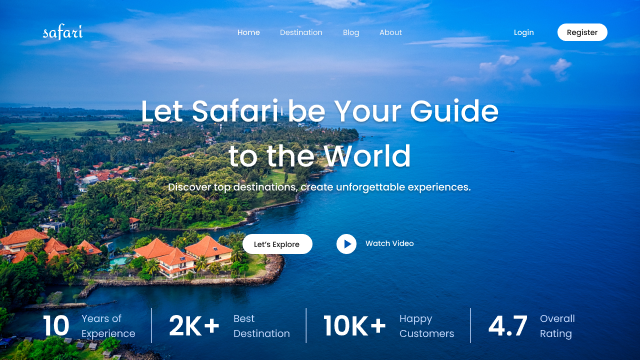 safari
Home Destination Blog About
Login
Register
Let Safari be Your Guide
to the World
Discover top destinations, create unforgettable experiences.
Let's Explore
Watch Video
10 Years of
Experience
2K+ Best
Destination
10K+ Happy
Customers
4.7 Overall
Rating